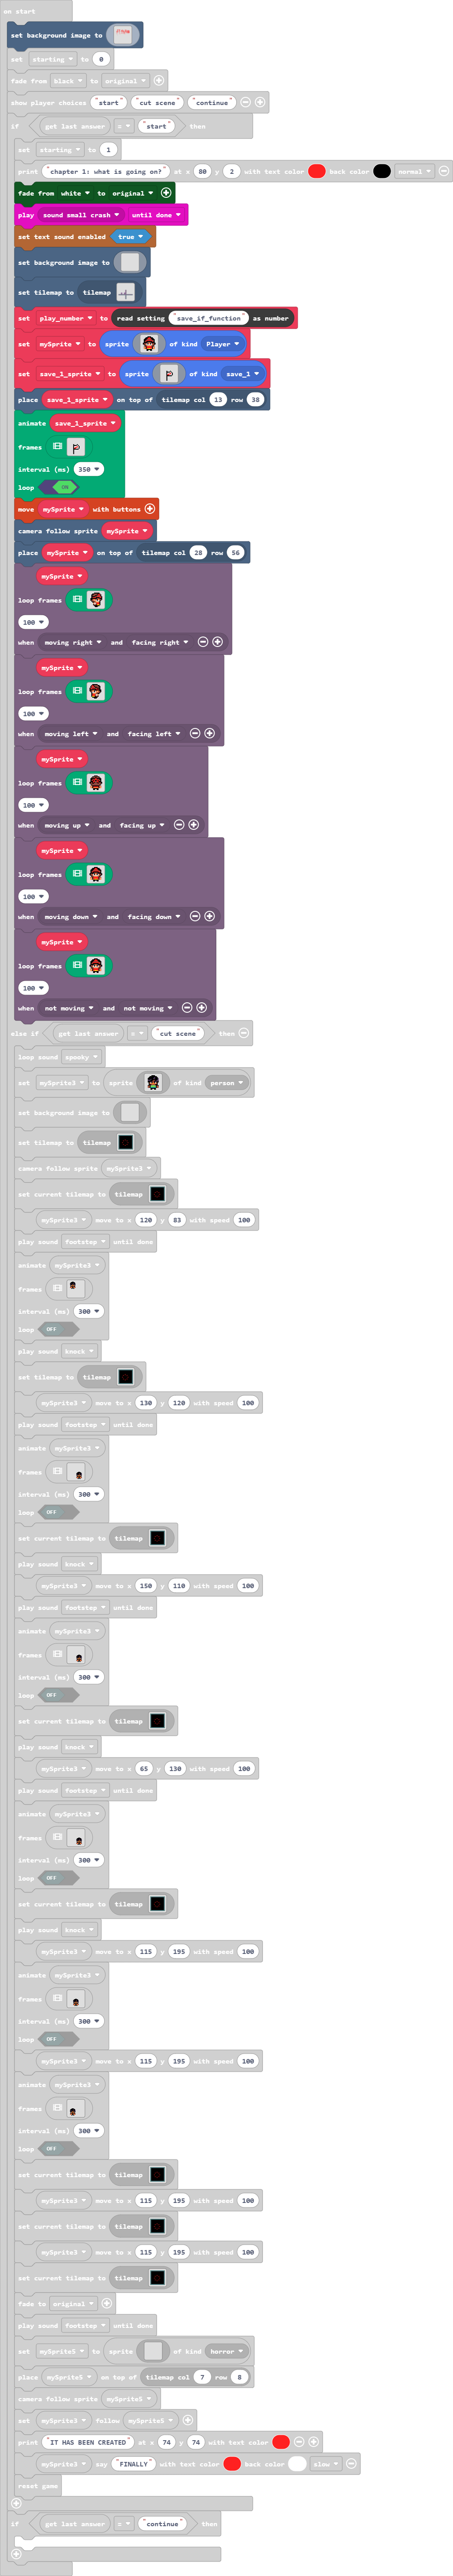 on start
set background image to
set starting to 0
fade from black to original
show player choices "start" "cut scene" "continue"
if get last answer = "start" then
set starting to 1
print "chapter 1: what is going on?" at x 80 y 2 with text color back color normal
fade from white to original
play sound small crash until done
set text sound enabled true
set background image to
set tilemap to tilemap
set play_number to read setting "save_if_function" as number
set mySprite to sprite of kind Player
set save_1_sprite to sprite of kind save_1
place save_1_sprite on top of tilemap col 13 row 38
animate save_1_sprite
frames
interval (ms) 350
loop ON
move mySprite with buttons
camera follow sprite mySprite
place mySprite on top of tilemap col 28 row 56
mySprite
loop frames
100
when moving right and facing right
mySprite
loop frames
100
when moving left and facing left
mySprite
loop frames
100
when moving up and facing up
mySprite
loop frames
100
when moving down and facing down
mySprite
loop frames
100
when not moving and not moving
else if get last answer = "cut scene" then
loop sound spooky
set mySprite3 to sprite of kind person
set background image to
set tilemap to tilemap
camera follow sprite mySprite3
set current tilemap to tilemap
mySprite3 move to x 120 y 83 with speed 100
play sound footstep until done
animate mySprite3
frames
interval (ms) 300
loop OFF
play sound knock
set tilemap to tilemap
mySprite3 move to x 130 y 120 with speed 100
play sound footstep until done
animate mySprite3
frames
interval (ms) 300
loop OFF
set current tilemap to tilemap
play sound knock
mySprite3 move to x 150 y 110 with speed 100
play sound footstep until done
animate mySprite3
frames
interval (ms) 300
loop OFF
set current tilemap to tilemap
play sound knock
mySprite3 move to x 65 y 130 with speed 100
play sound footstep until done
animate mySprite3
frames
interval (ms) 300
loop OFF
set current tilemap to tilemap
play sound knock
mySprite3 move to x 115 y 195 with speed 100
animate mySprite3
frames
interval (ms) 300
loop OFF
mySprite3 move to x 115 y 195 with speed 100
animate mySprite3
frames
interval (ms) 300
loop OFF
set current tilemap to tilemap
mySprite3 move to x 115 y 195 with speed 100
set current tilemap to tilemap
mySprite3 move to x 115 y 195 with speed 100
set current tilemap to tilemap
fade to original
play sound footstep until done
set mySprite5 to sprite of kind horror
place mySprite5 on top of tilemap col 7 row 8
camera follow sprite mySprite5
set mySprite3 follow mySprite5
print "IT HAS BEEN CREATED" at x 74 y 74 with text color
mySprite3 say "FINALLY" with text color back color slow
reset game
if get last answer = "continue" then